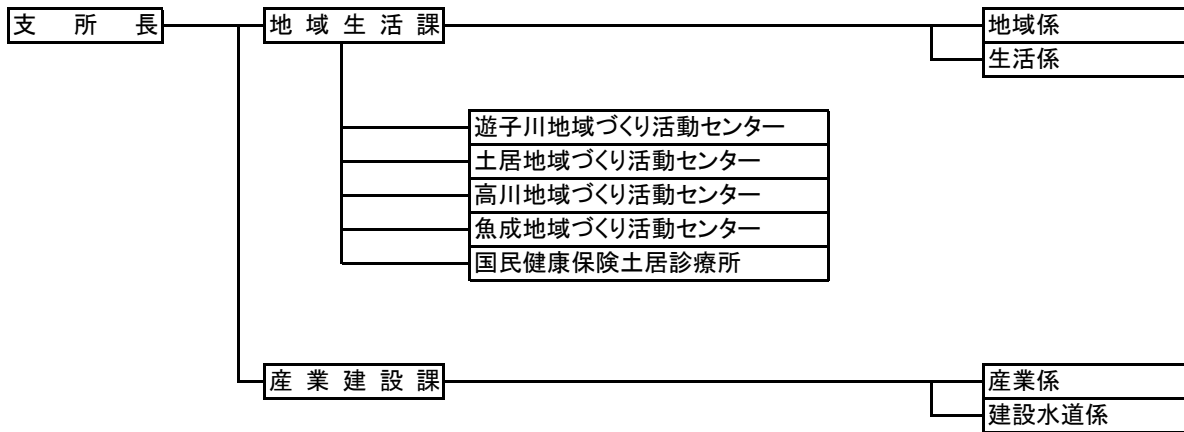 支所長
地域生活課
地域係
生活係
遊子川地域づくり活動センター
土居地域づくり活動センター
高川地域づくり活動センター
魚成地域づくり活動センター
国民健康保険土居診療所
産業建設課
産業係
建設水道係